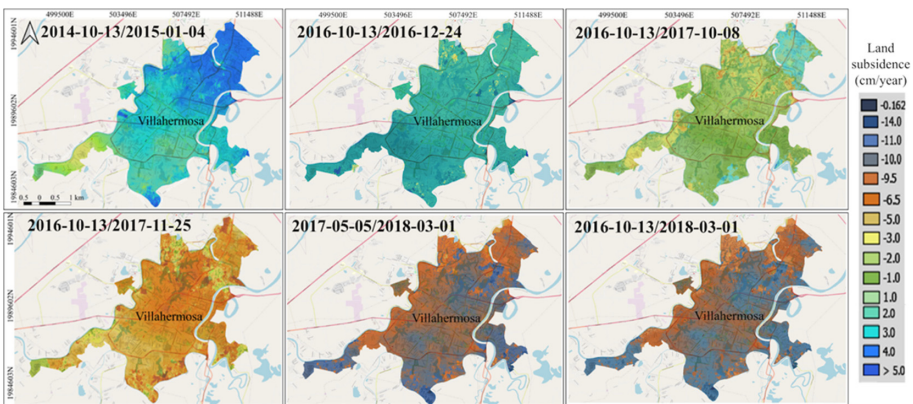 499500E 503496E 507492E 511488E
499500E 503496E 507492E 511488E
1994601N
1989602N
1984603N
2014-10-13/2015-01-04
Villahermosa
0.5 0 0.5 1 km
2016-10-13/2016-12-24
Villahermosa
2016-10-13/2017-10-08
Villahermosa
1994601N
1989602N
1984603N
2016-10-13/2017-11-25
Villahermosa
2017-05-05/2018-03-01
Villahermosa
2016-10-13/2018-03-01
Villahermosa
Land
subsidence
(cm/year)
-0.162
-14.0
-11.0
-10.0
-9.5
-6.5
-5.0
-3.0
-2.0
-1.0
1.0
2.0
3.0
4.0
> 5.0